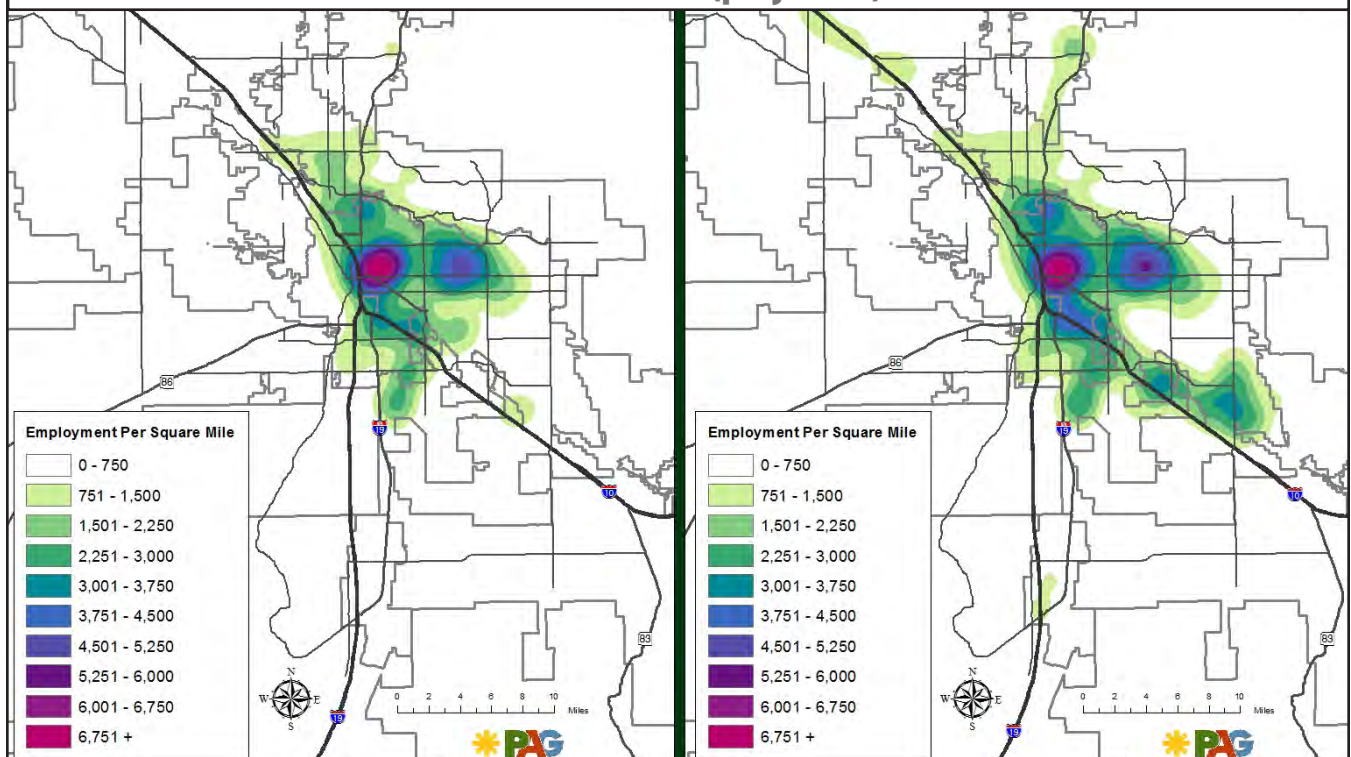 86
19
10
83
19
Employment Per Square Mile
0 - 750
751 - 1,500
1,501 - 2,250
2,251 - 3,000
3,001 - 3,750
3,751 - 4,500
4,501 - 5,250
5,251 - 6,000
6,001 - 6,750
6,751 +
N
W E
S
0 2 4 6 8 10
Miles
PAG
86
19
10
83
19
Employment Per Square Mile
0 - 750
751 - 1,500
1,501 - 2,250
2,251 - 3,000
3,001 - 3,750
3,751 - 4,500
4,501 - 5,250
5,251 - 6,000
6,001 - 6,750
6,751 +
N
W E
S
0 2 4 6 8 10
Miles
PAG